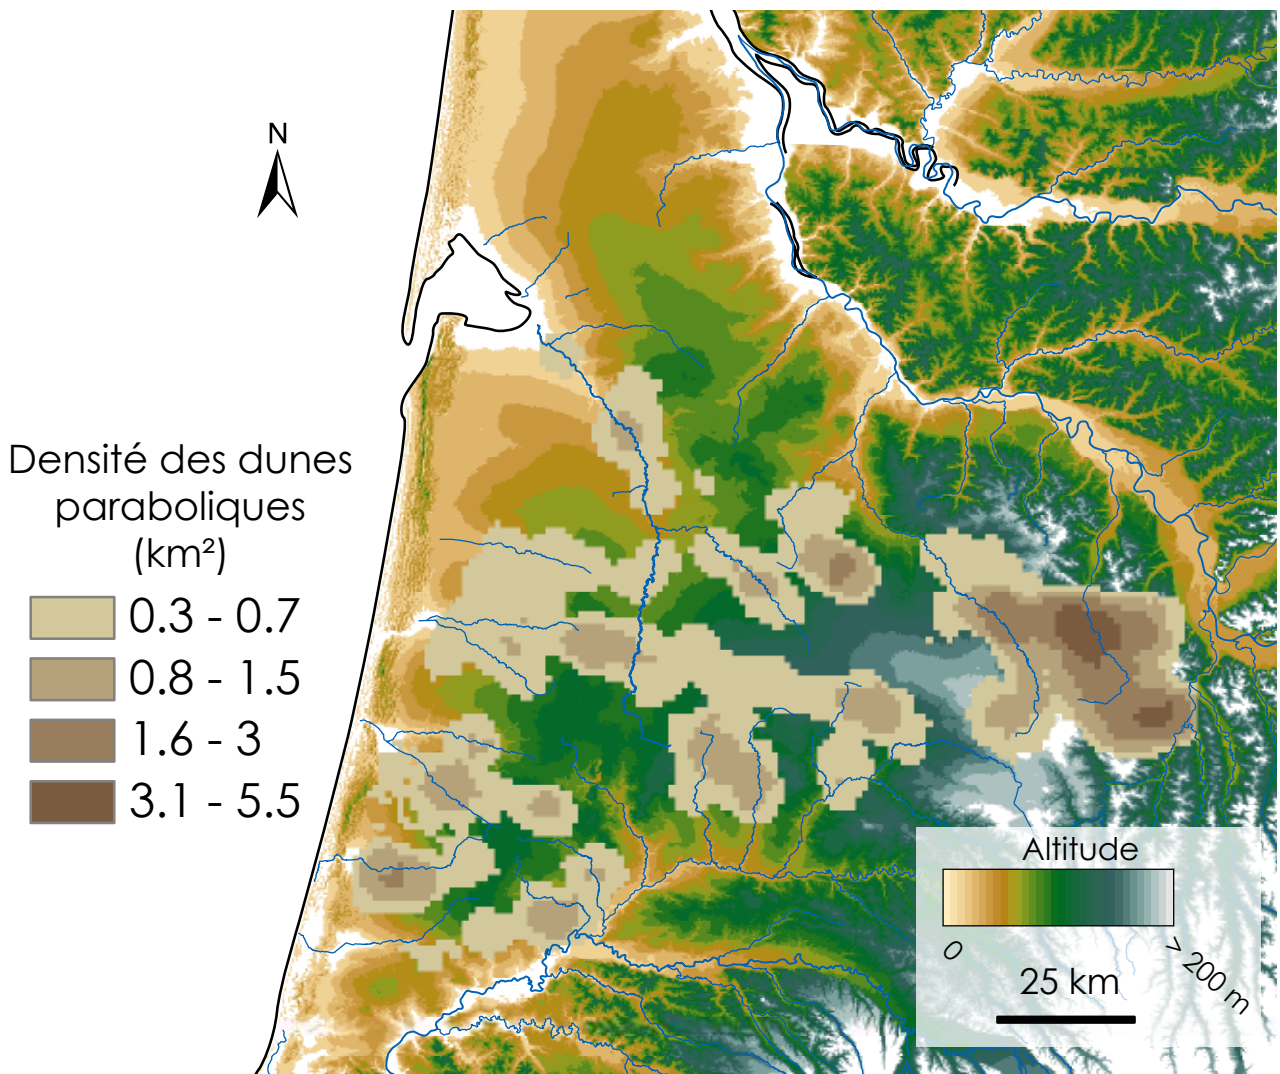 N
Densité des dunes
paraboliques
(km²)
0.3 - 0.7
0.8 - 1.5
1.6 - 3
3.1 - 5.5
Altitude
0
> 200 m
25 km